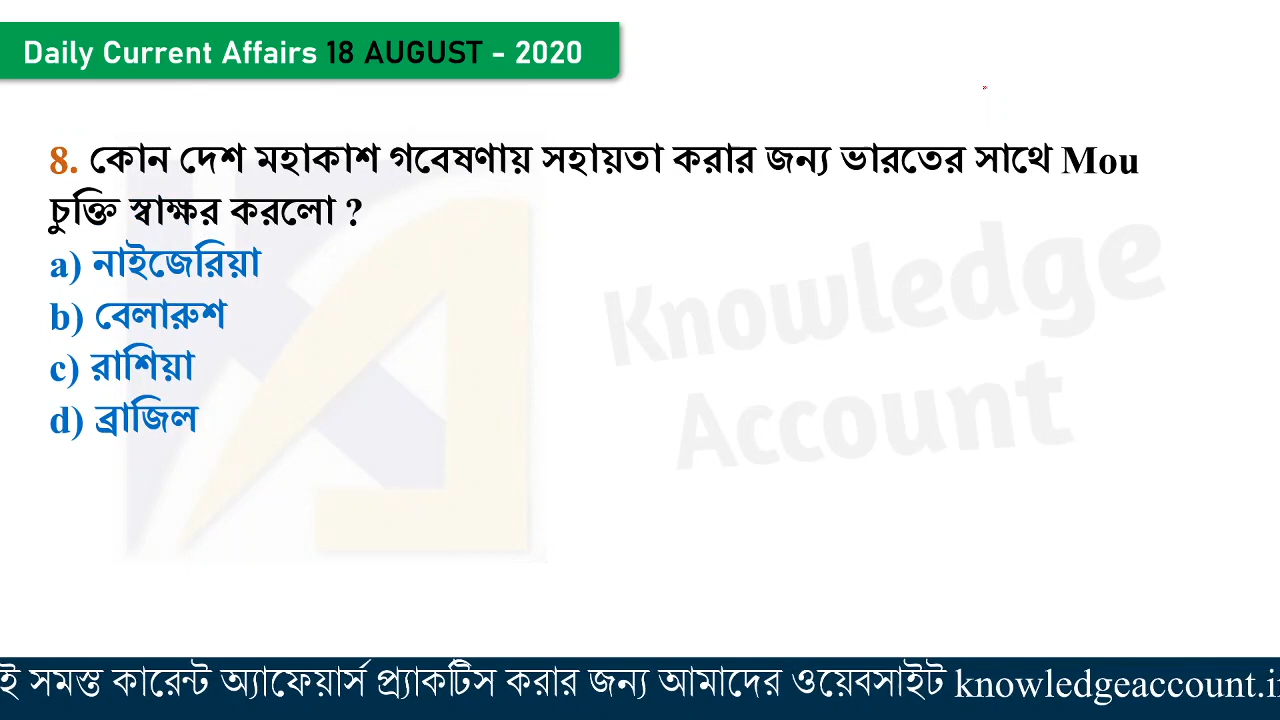 Daily Current Affairs 18 AUGUST - 2020
8. কোন দেশ মহাকাশ গবেষণায় সহায়তা করার জন্য ভারতের সাথে Mou
চুক্তি স্বাক্ষর করলো ?
a) নাইজেরিয়া
b) বেলারুশ
c) রাশিয়া
d) ব্রাজিল
Knowledge
Account
ই সমস্ত কারেন্ট অ্যাফেয়ার্স প্র্যাকটিস করার জন্য আমাদের ওয়েবসাইট knowledgeaccount.i